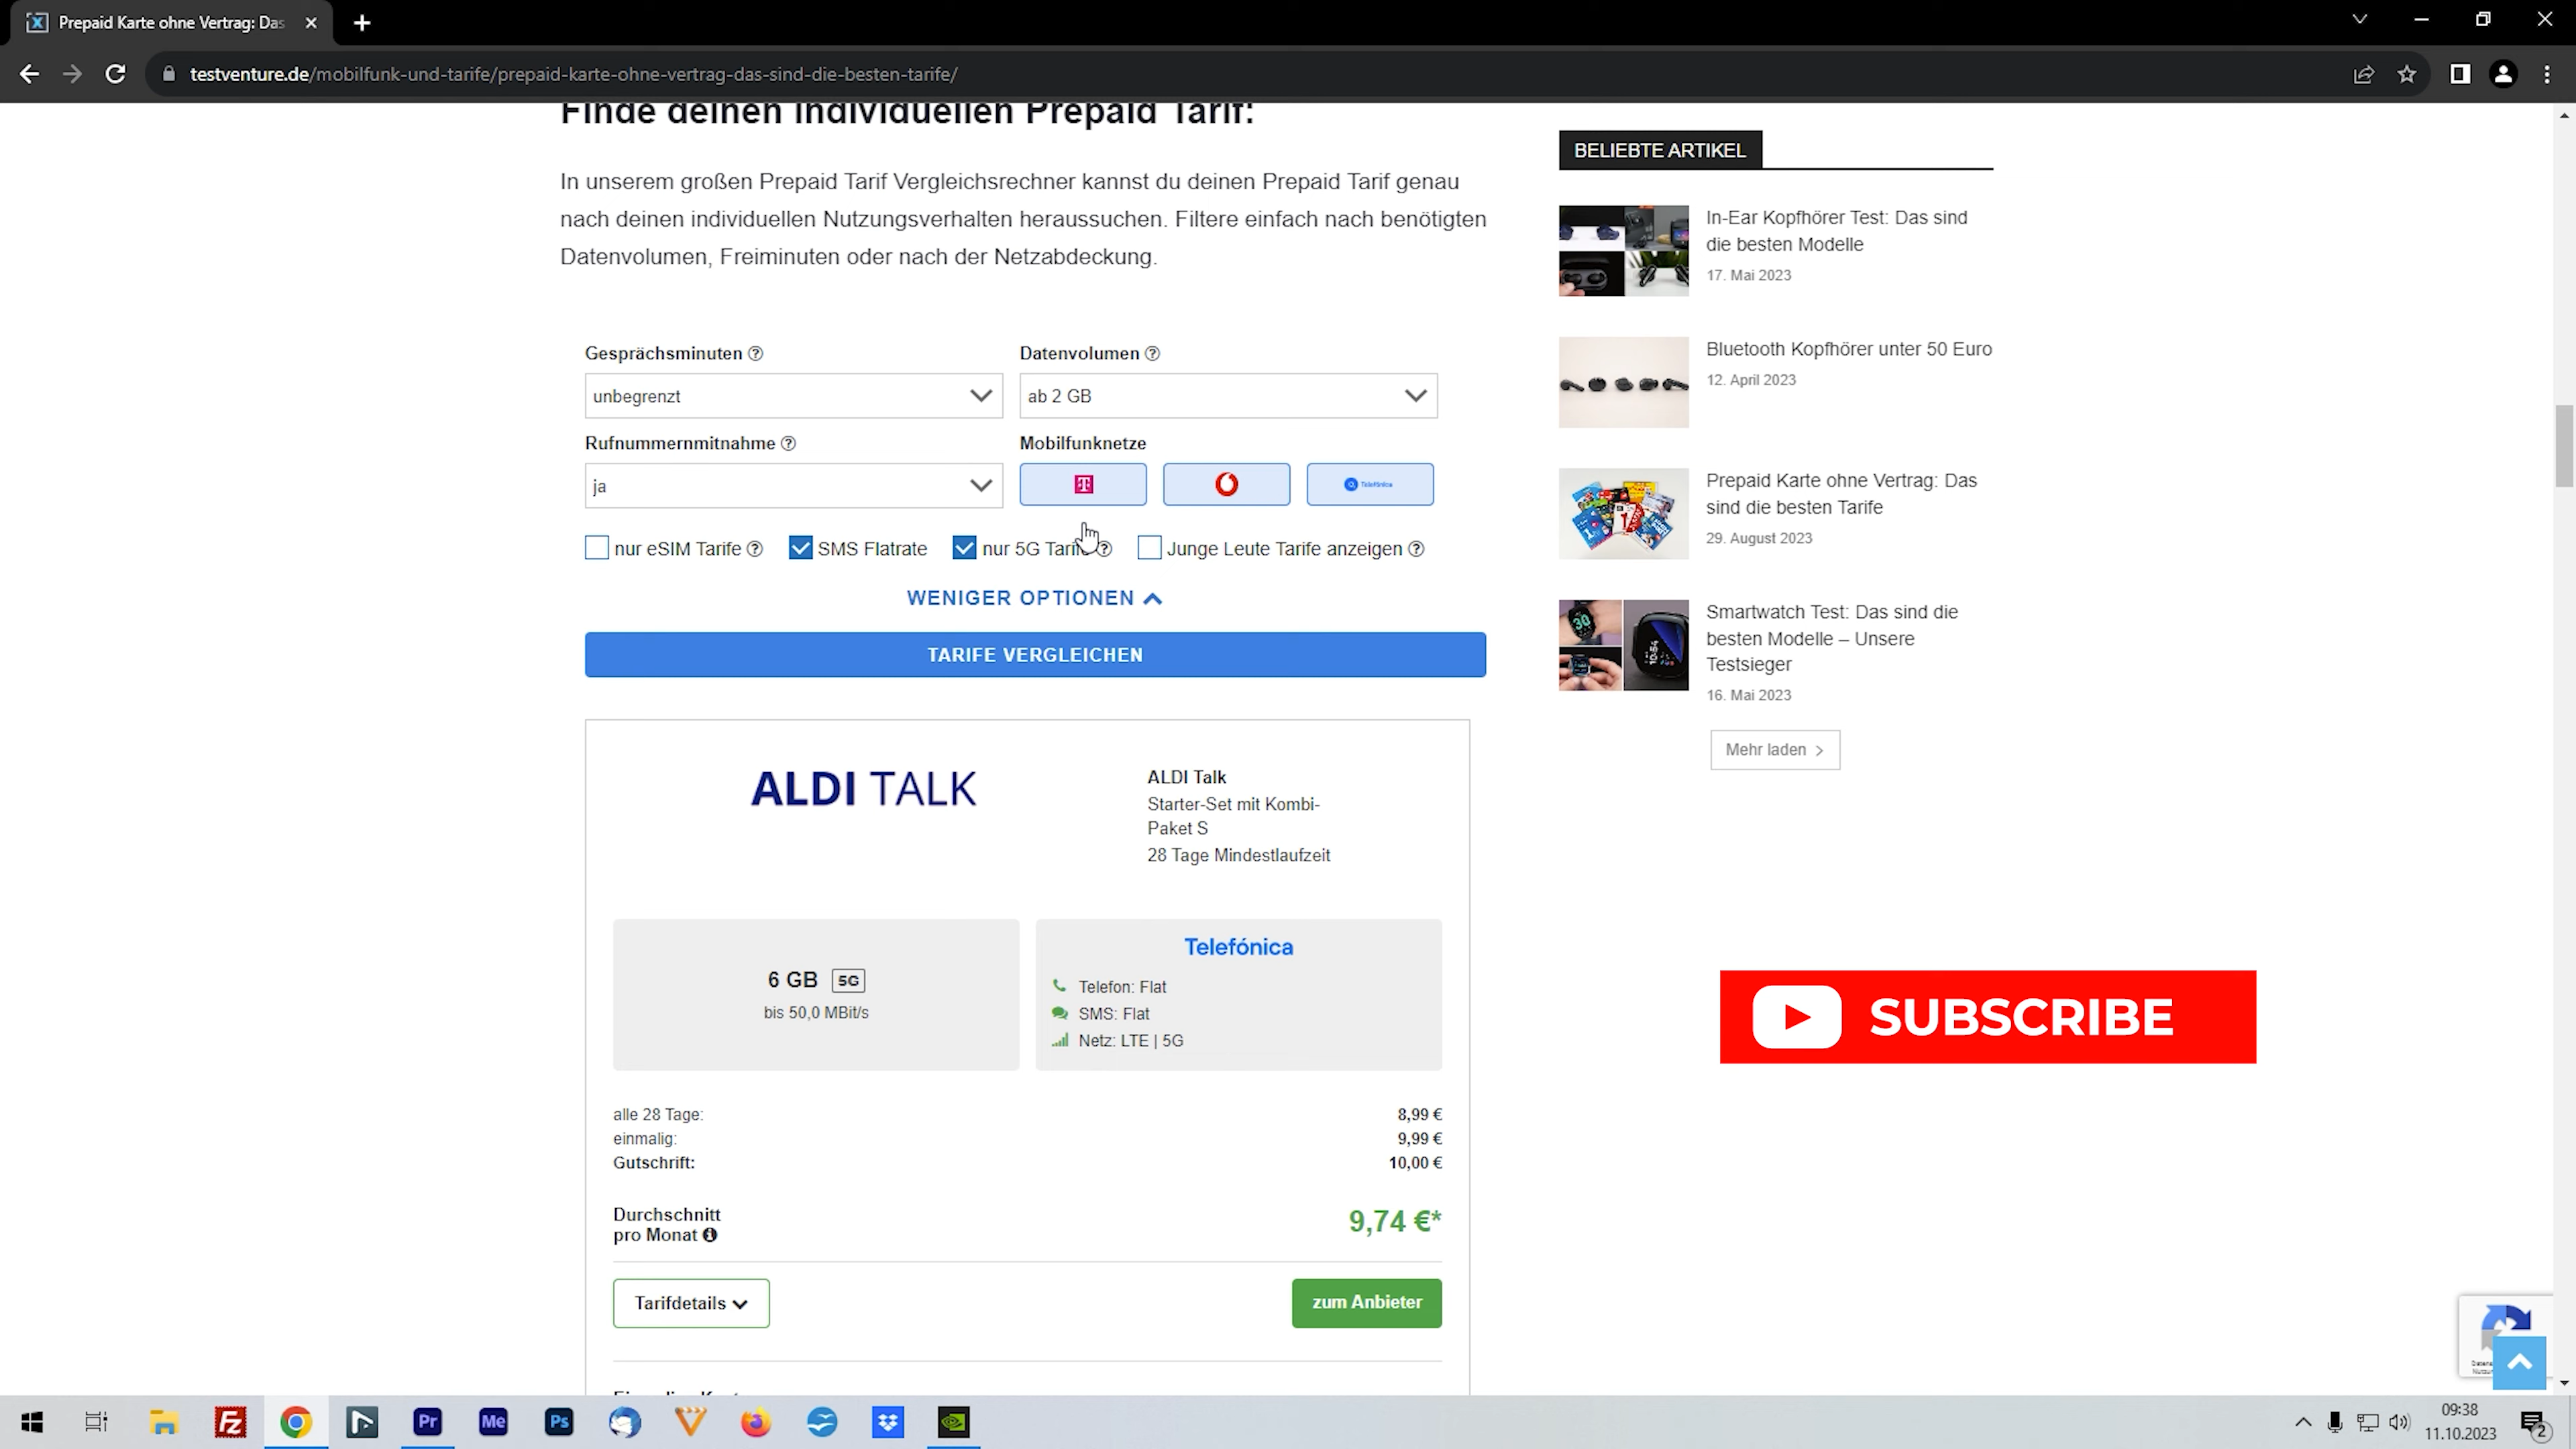 Prepaid Karte ohne Vertrag: Das
testventure.de/mobilfunk-und-tarife/prepaid-karte-ohne-vertrag-das-sind-die-besten-tarife/
Finde deinen individuellen Prepaid Tarif:
In unserem großen Prepaid Tarif Vergleichsrechner kannst du deinen Prepaid Tarif genau
nach deinen individuellen Nutzungsverhalten heraussuchen. Filtere einfach nach benötigten
Datenvolumen, Freiminuten oder nach der Netzabdeckung.
Gesprächsminuten ?
Datenvolumen ?
unbegrenzt
ab 2 GB
Rufnummernmitnahme ?
Mobilfunknetze
ja
T
Telefónica
nur eSIM Tarife ?
SMS Flatrate
nur 5G Tarife ?
Junge Leute Tarife anzeigen ?
WENIGER OPTIONEN
TARIFE VERGLEICHEN
ALDI TALK
ALDI Talk
Starter-Set mit Kombi-
Paket S
28 Tage Mindestlaufzeit
6 GB 5G
bis 50,0 MBit/s
Telefónica
Telefon: Flat
SMS: Flat
Netz: LTE | 5G
alle 28 Tage: 8,99 €
einmalig: 9,99 €
Gutschrift: 10,00 €
Durchschnitt
pro Monat
9,74 €*
Tarifdetails
zum Anbieter
BELIEBTE ARTIKEL
In-Ear Kopfhörer Test: Das sind
die besten Modelle
17. Mai 2023
Bluetooth Kopfhörer unter 50 Euro
12. April 2023
Prepaid Karte ohne Vertrag: Das
sind die besten Tarife
29. August 2023
Smartwatch Test: Das sind die
besten Modelle – Unsere
Testsieger
16. Mai 2023
Mehr laden >
SUBSCRIBE
Fz
Pr
Me
Ps
09:38
11.10.2023
2